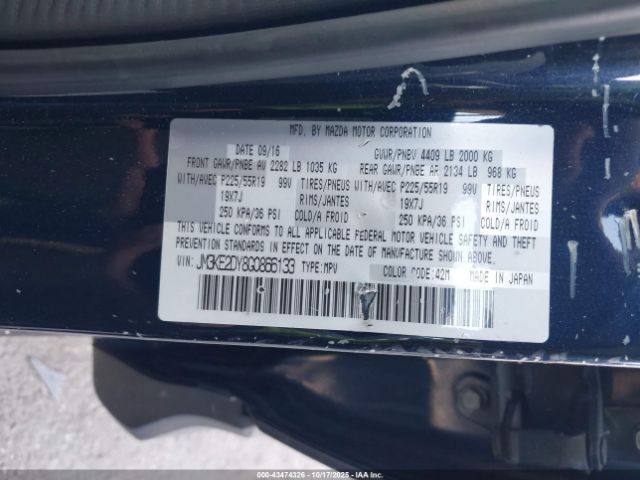 MFD. BY MAZDA MOTOR CORPORATION
DATE 09/16 GVWR/PNBV 4409 LB 2000 KG
FRONT GAWR/PNBE AV 2282 LB 1035 KG REAR GAWR/PNBE AR 2134 LB 968 KG
WITH/AVEC P225/55R19 99V TIRES/PNEUS WITH/AVEC P225/55R19 99V TIRES/PNEUS
19X7J RIMS/JANTES 19X7J RIMS/JANTES
250 KPA/36 PSI COLD/A FROID 250 KPA/36 PSI COLD/A FROID
THIS VEHICLE CONFORMS TO ALL APPLICABLE FEDERAL MOTOR VEHICLE SAFETY AND THEFT
PREVENTION STANDARDS IN EFFECT ON THE DATE OF MANUFACTURE SHOWN ABOVE.
VIN: JM3KE2DY8G0866133 TYPE: MPV COLOR CODE: 42M MADE IN JAPAN
000-43474326 - 10/17/2025 - IAAI.COM